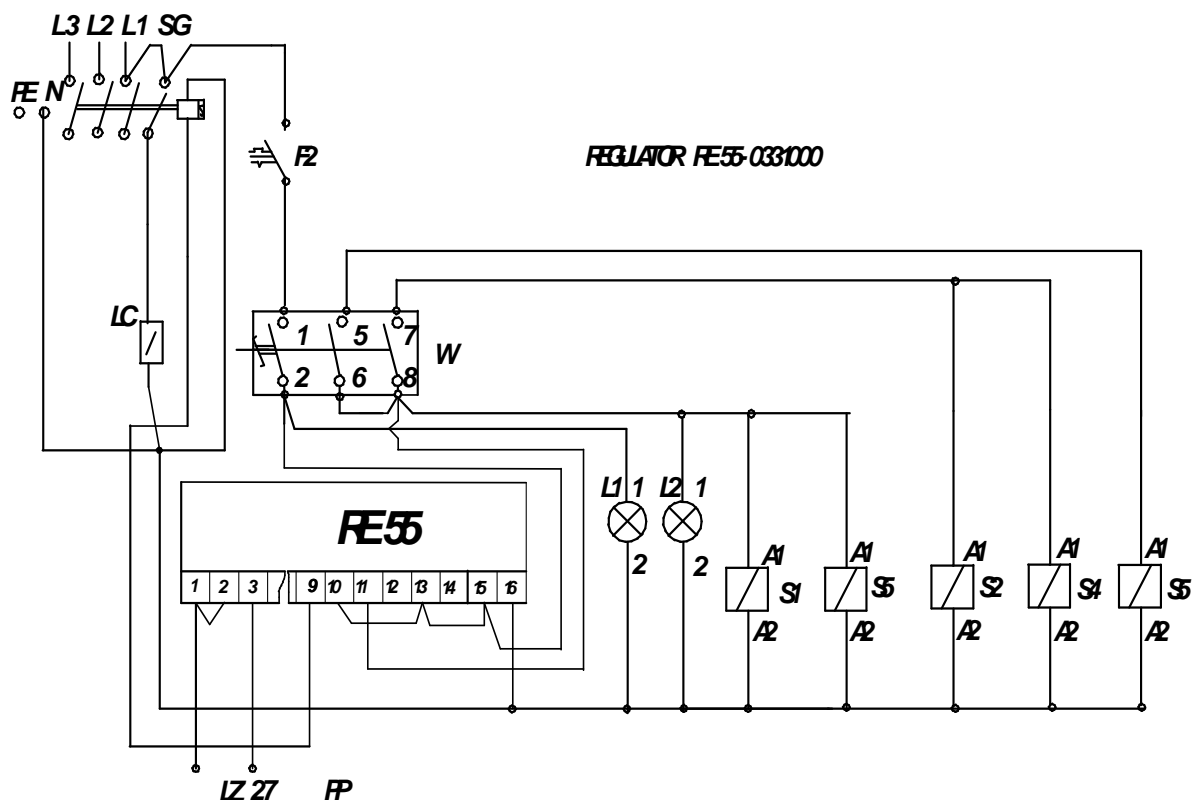 L3 L2 L1 SG
PE N
F2
REGULATOR RE55-0331000
LC
1 5 7
W
2 6 8
L1 1 L2 1
RE55
2 2
A1 A1 A1 A1 A1
S1 S5 S2 S4 S5
A2 A2 A2 A2 A2
1 2 3 9 10 11 12 13 14 15 16
LZ 27 PP